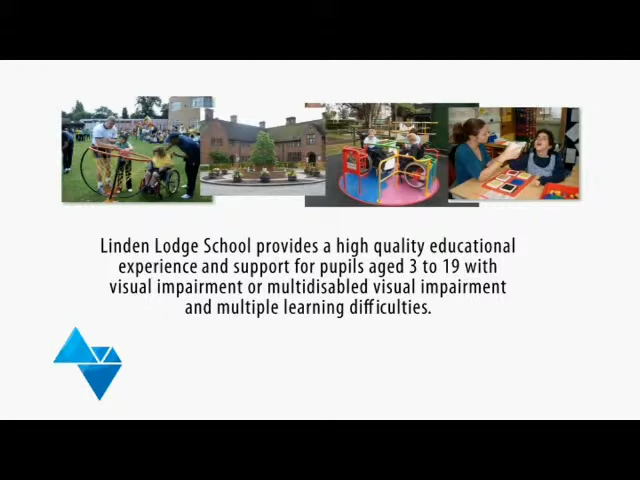 Linden Lodge School provides a high quality educational
experience and support for pupils aged 3 to 19 with
visual impairment or multidisabled visual impairment
and multiple learning difficulties.